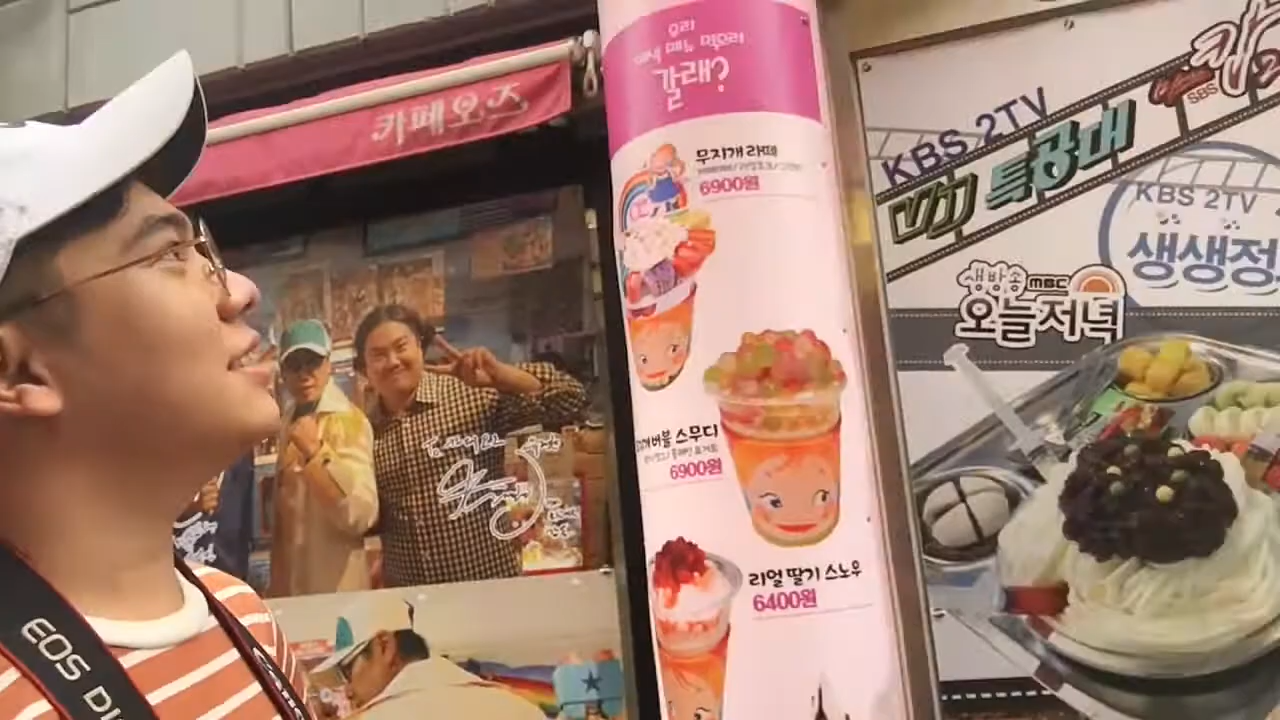 카페오즈
우리
갈래?
무지개 라떼
6900원
버블 스무디
6900원
리얼 딸기 스노우
6400원
KBS 2TV
특공대
SBS
KBS 2TV
생생정
생방송 MBC
오늘저녁
EOS DI